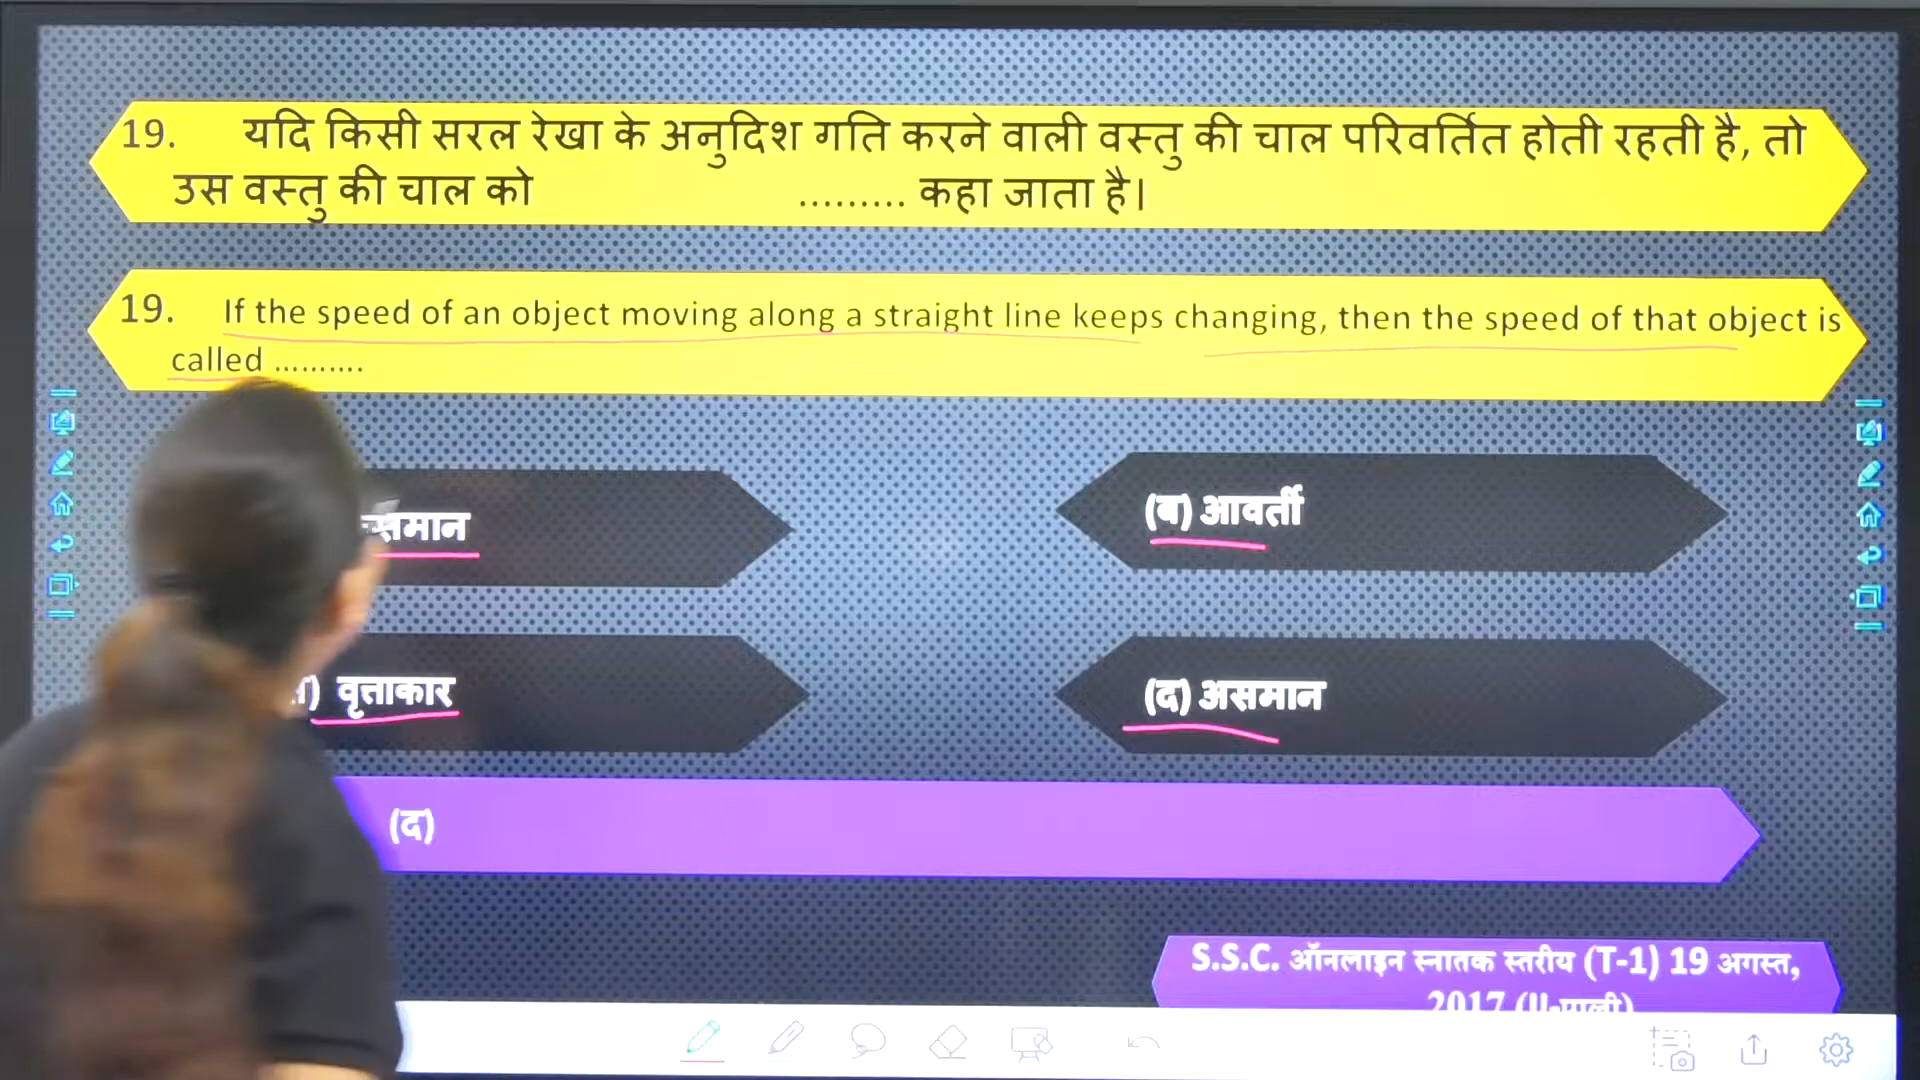 19. यदि किसी सरल रेखा के अनुदिश गति करने वाली वस्तु की चाल परिवर्तित होती रहती है, तो
उस वस्तु की चाल को ......... कहा जाता है।
19. If the speed of an object moving along a straight line keeps changing, then the speed of that object is
called ..........
समान
(ब) आवर्ती
वृत्ताकार
(द) असमान
(द)
S.S.C. ऑनलाइन स्नातक स्तरीय (T-1) 19 अगस्त,
2017 (II-पाली)